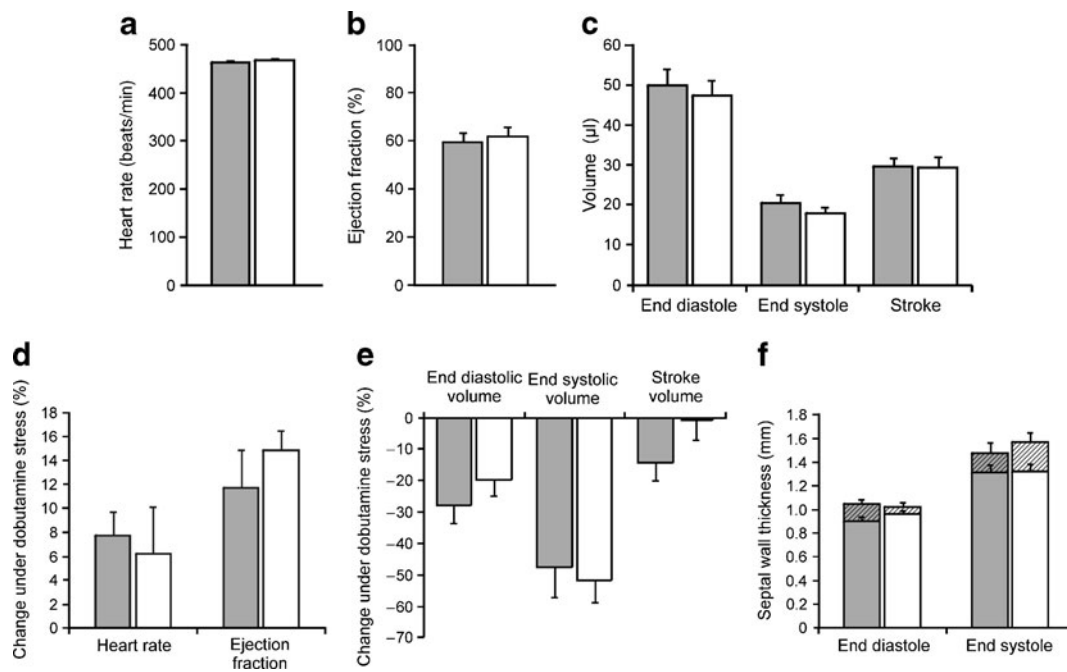 a
Heart rate (beats/min)
500
400
300
200
100
0
b
Ejection fraction (%)
100
80
60
40
20
0
c
Volume (µl)
60
50
40
30
20
10
0
End diastole
End systole
Stroke
d
Change under dobutamine stress (%)
18
16
14
12
10
8
6
4
2
0
Heart rate
Ejection
fraction
e
Change under dobutamine stress (%)
End diastolic
volume
End systolic
volume
Stroke
volume
0
–10
–20
–30
–40
–50
–60
–70
f
Septal wall thickness (mm)
1.8
1.6
1.4
1.2
1.0
0.8
0.6
0.4
0.2
0
End diastole
End systole